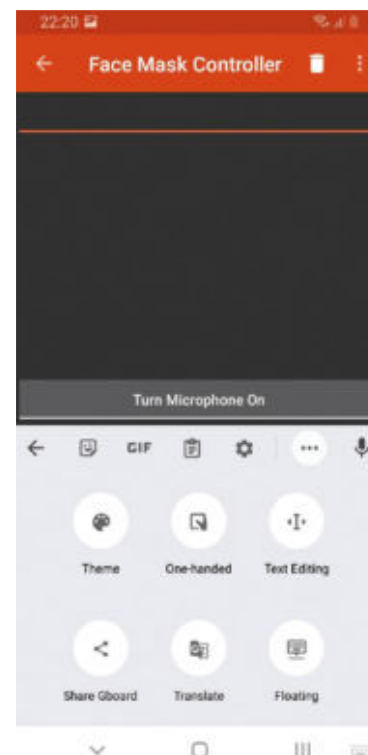 22:20
Face Mask Controller
Turn Microphone On
GIF
Theme One-handed Text Editing
Share Gboard Translate Floating